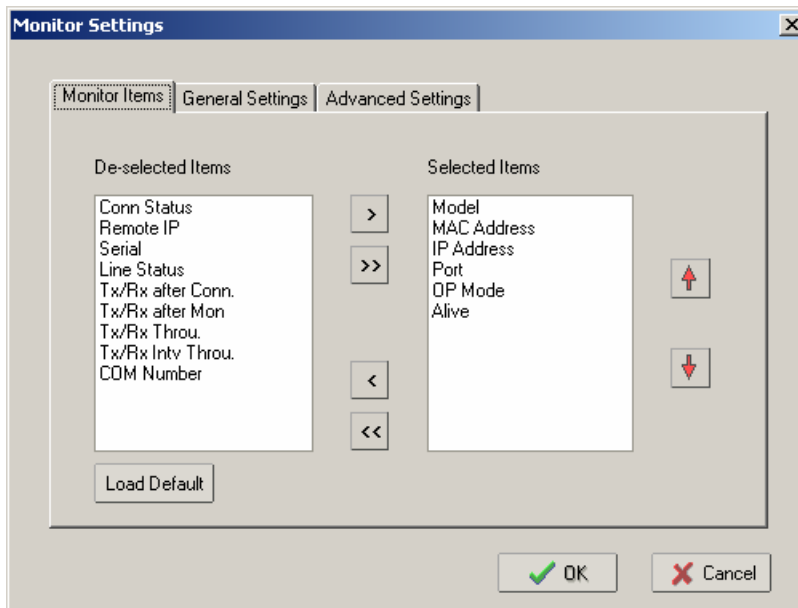 Monitor Settings
Monitor Items
General Settings
Advanced Settings
De-selected Items
Conn Status
Remote IP
Serial
Line Status
Tx/Rx after Conn.
Tx/Rx after Mon
Tx/Rx Throu.
Tx/Rx Intv Throu.
COM Number
>
>>
<
<<
Selected Items
Model
MAC Address
IP Address
Port
OP Mode
Alive
Load Default
OK
Cancel